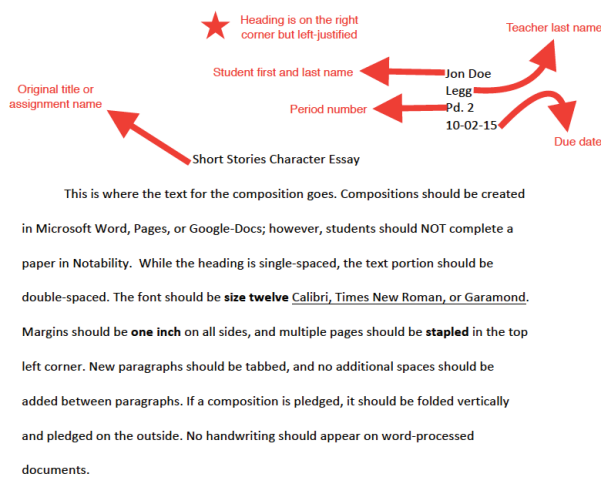 Heading is on the right
corner but left-justified
Teacher last name
Student first and last name
Jon Doe
Legg
Original title or
assignment name
Period number
Pd. 2
10-02-15
Due date
Short Stories Character Essay
This is where the text for the composition goes. Compositions should be created
in Microsoft Word, Pages, or Google-Docs; however, students should NOT complete a
paper in Notability.  While the heading is single-spaced, the text portion should be
double-spaced. The font should be size twelve Calibri, Times New Roman, or Garamond.
Margins should be one inch on all sides, and multiple pages should be stapled in the top
left corner. New paragraphs should be tabbed, and no additional spaces should be
added between paragraphs. If a composition is pledged, it should be folded vertically
and pledged on the outside. No handwriting should appear on word-processed
documents.